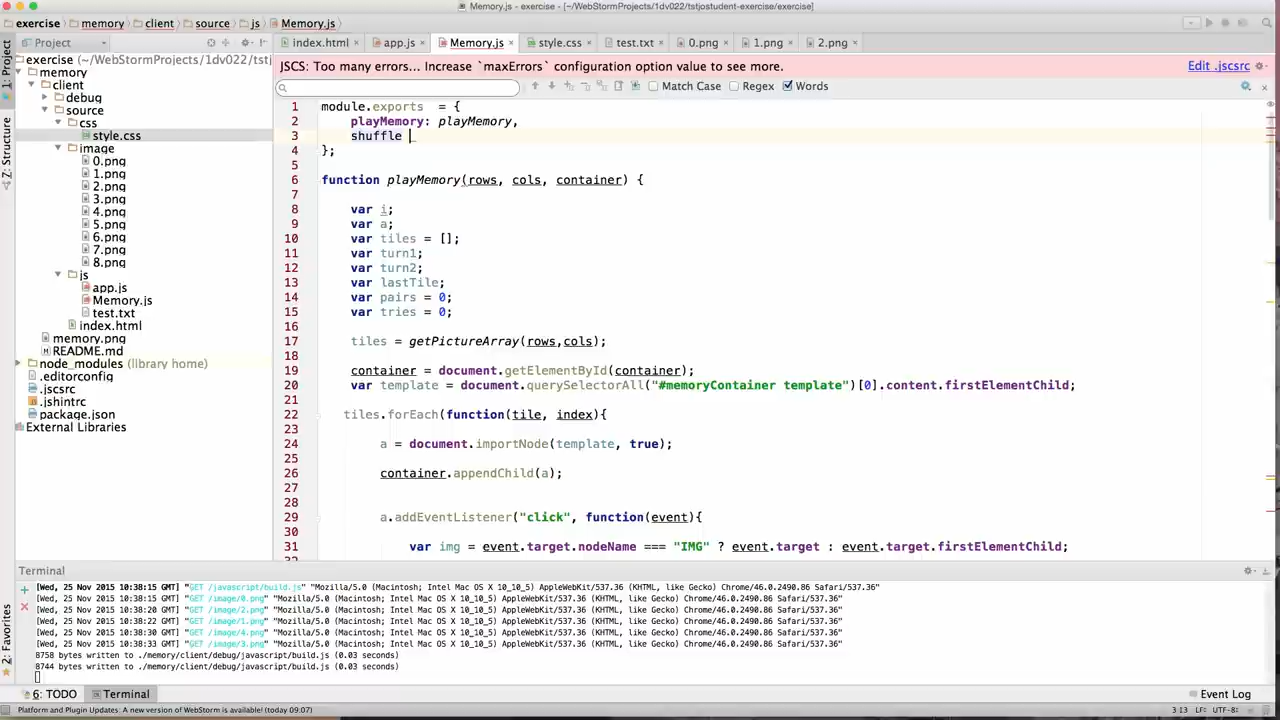 Memory.js - exercise - [~/WebStormProjects/1dv022/tstjostudent-exercise/exercise]
exercise memory client source js Memory.js
Project index.html app.js Memory.js style.css test.txt 0.png 1.png 2.png
exercise (~/WebStormProjects/1dv022/tstj
memory
client
debug
source
css
style.css
image
0.png
1.png
2.png
3.png
4.png
5.png
6.png
7.png
8.png
js
app.js
Memory.js
test.txt
index.html
memory.png
README.md
node_modules (library home)
.editorconfig
.jscsrc
.jshintrc
package.json
External Libraries
1: Project
7: Structure
2: Favorites
JSCS: Too many errors... Increase `maxErrors` configuration option value to see more. Edit .jscsrc
Match Case Regex Words
1 module.exports = {
2 playMemory: playMemory,
3 shuffle
4 };
5
6 function playMemory(rows, cols, container) {
7
8 var i;
9 var a;
10 var tiles = [];
11 var turn1;
12 var turn2;
13 var lastTile;
14 var pairs = 0;
15 var tries = 0;
16
17 tiles = getPictureArray(rows,cols);
18
19 container = document.getElementById(container);
20 var template = document.querySelectorAll("#memoryContainer template")[0].content.firstElementChild;
21
22 tiles.forEach(function(tile, index){
23
24 a = document.importNode(template, true);
25
26 container.appendChild(a);
27
28
29 a.addEventListener("click", function(event){
30
31 var img = event.target.nodeName === "IMG" ? event.target : event.target.firstElementChild;
Terminal
[Wed, 25 Nov 2015 10:38:15 GMT] "GET /javascript/build.js" "Mozilla/5.0 (Macintosh; Intel Mac OS X 10_10_5) AppleWebKit/537.36 (KHTML, like Gecko) Chrome/46.0.2490.86 Safari/537.36"
[Wed, 25 Nov 2015 10:38:15 GMT] "GET /image/0.png" "Mozilla/5.0 (Macintosh; Intel Mac OS X 10_10_5) AppleWebKit/537.36 (KHTML, like Gecko) Chrome/46.0.2490.86 Safari/537.36"
[Wed, 25 Nov 2015 10:38:20 GMT] "GET /image/2.png" "Mozilla/5.0 (Macintosh; Intel Mac OS X 10_10_5) AppleWebKit/537.36 (KHTML, like Gecko) Chrome/46.0.2490.86 Safari/537.36"
[Wed, 25 Nov 2015 10:38:22 GMT] "GET /image/1.png" "Mozilla/5.0 (Macintosh; Intel Mac OS X 10_10_5) AppleWebKit/537.36 (KHTML, like Gecko) Chrome/46.0.2490.86 Safari/537.36"
[Wed, 25 Nov 2015 10:38:30 GMT] "GET /image/4.png" "Mozilla/5.0 (Macintosh; Intel Mac OS X 10_10_5) AppleWebKit/537.36 (KHTML, like Gecko) Chrome/46.0.2490.86 Safari/537.36"
[Wed, 25 Nov 2015 10:38:33 GMT] "GET /image/3.png" "Mozilla/5.0 (Macintosh; Intel Mac OS X 10_10_5) AppleWebKit/537.36 (KHTML, like Gecko) Chrome/46.0.2490.86 Safari/537.36"
8758 bytes written to ./memory/client/debug/javascript/build.js (0.03 seconds)
8744 bytes written to ./memory/client/debug/javascript/build.js (0.03 seconds)
6: TODO Terminal Event Log
Platform and Plugin Updates: A new version of WebStorm is available! (today 09.07) 3:13 LF÷ UTF-8÷